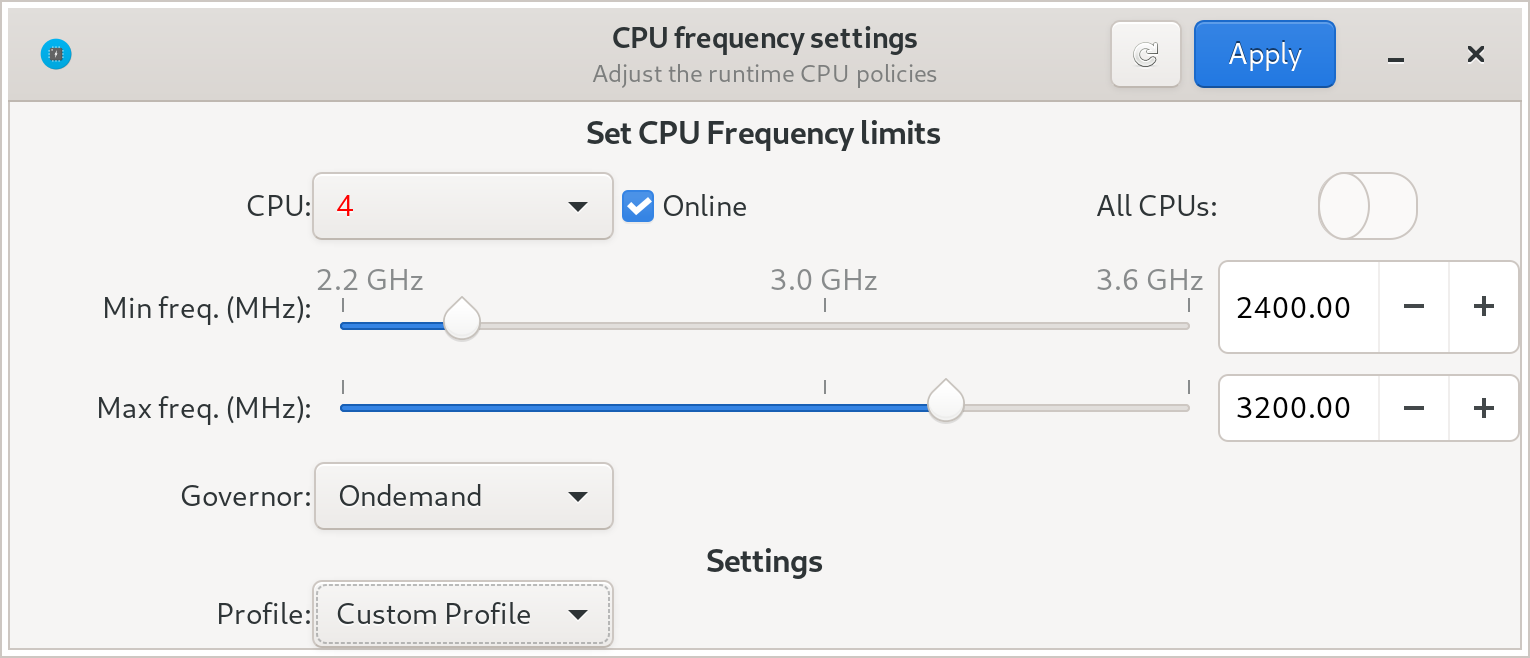 CPU frequency settings
Adjust the runtime CPU policies
Apply
Set CPU Frequency limits
CPU: 4 Online All CPUs:
2.2 GHz 3.0 GHz 3.6 GHz
Min freq. (MHz): 2400.00
Max freq. (MHz): 3200.00
Governor: Ondemand
Settings
Profile: Custom Profile